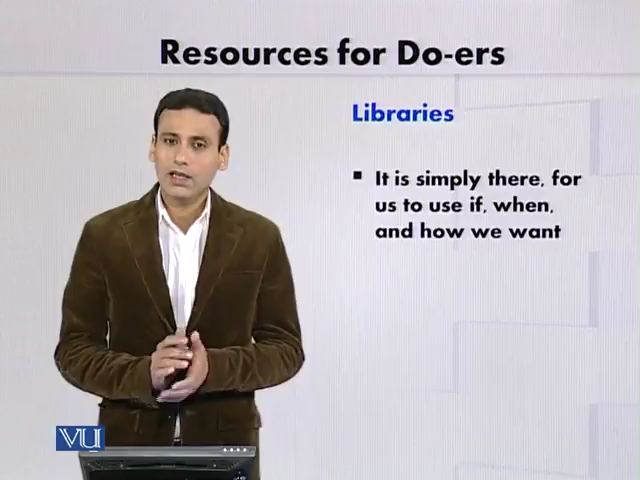 Resources for Do-ers
Libraries
▪ It is simply there, for
us to use if, when,
and how we want
VU